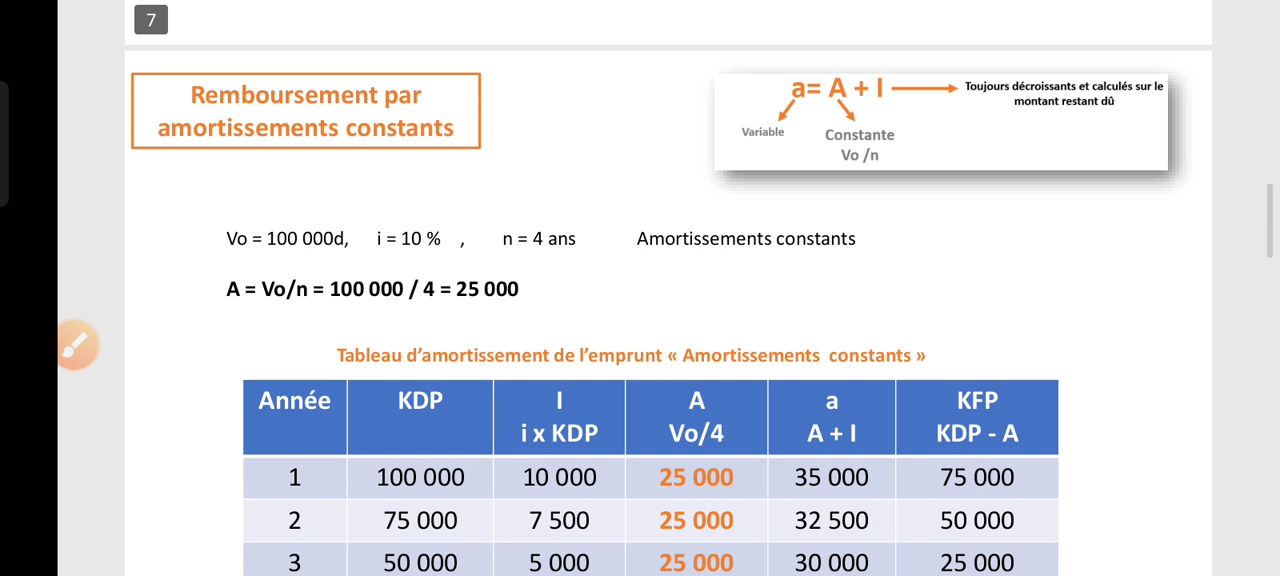 7
Remboursement par
amortissements constants
a= A + I
Toujours décroissants et calculés sur le
montant restant dû
Variable
Constante
Vo /n
Vo = 100 000d, i = 10 % , n = 4 ans Amortissements constants
A = Vo/n = 100 000 / 4 = 25 000
Tableau d’amortissement de l’emprunt « Amortissements constants »
Année KDP I A a KFP
i x KDP Vo/4 A + I KDP - A
1 100 000 10 000 25 000 35 000 75 000
2 75 000 7 500 25 000 32 500 50 000
3 50 000 5 000 25 000 30 000 25 000